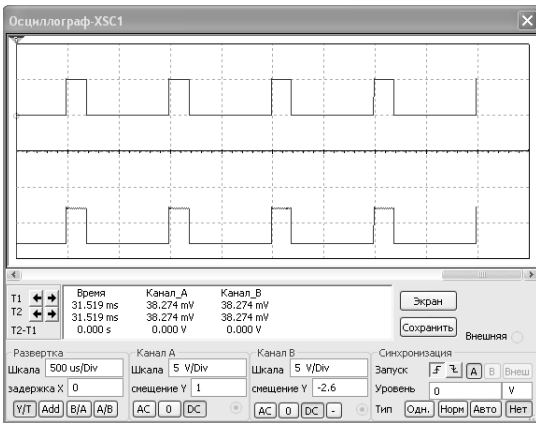 Осциллограф-XSC1
Время Канал_A Канал_B
T1 31.519 ms 38.274 mV 38.274 mV
T2 31.519 ms 38.274 mV 38.274 mV
T2-T1 0.000 s 0.000 V 0.000 V
Экран
Сохранить
Внешняя
Развертка
Шкала 500 us/Div
задержка X 0
Y/T Add B/A A/B
Канал A
Шкала 5 V/Div
смещение Y 1
AC 0 DC
Канал B
Шкала 5 V/Div
смещение Y -2.6
AC 0 DC -
Синхронизация
Запуск A B Внеш
Уровень 0 V
Тип Одн. Норм Авто Нет